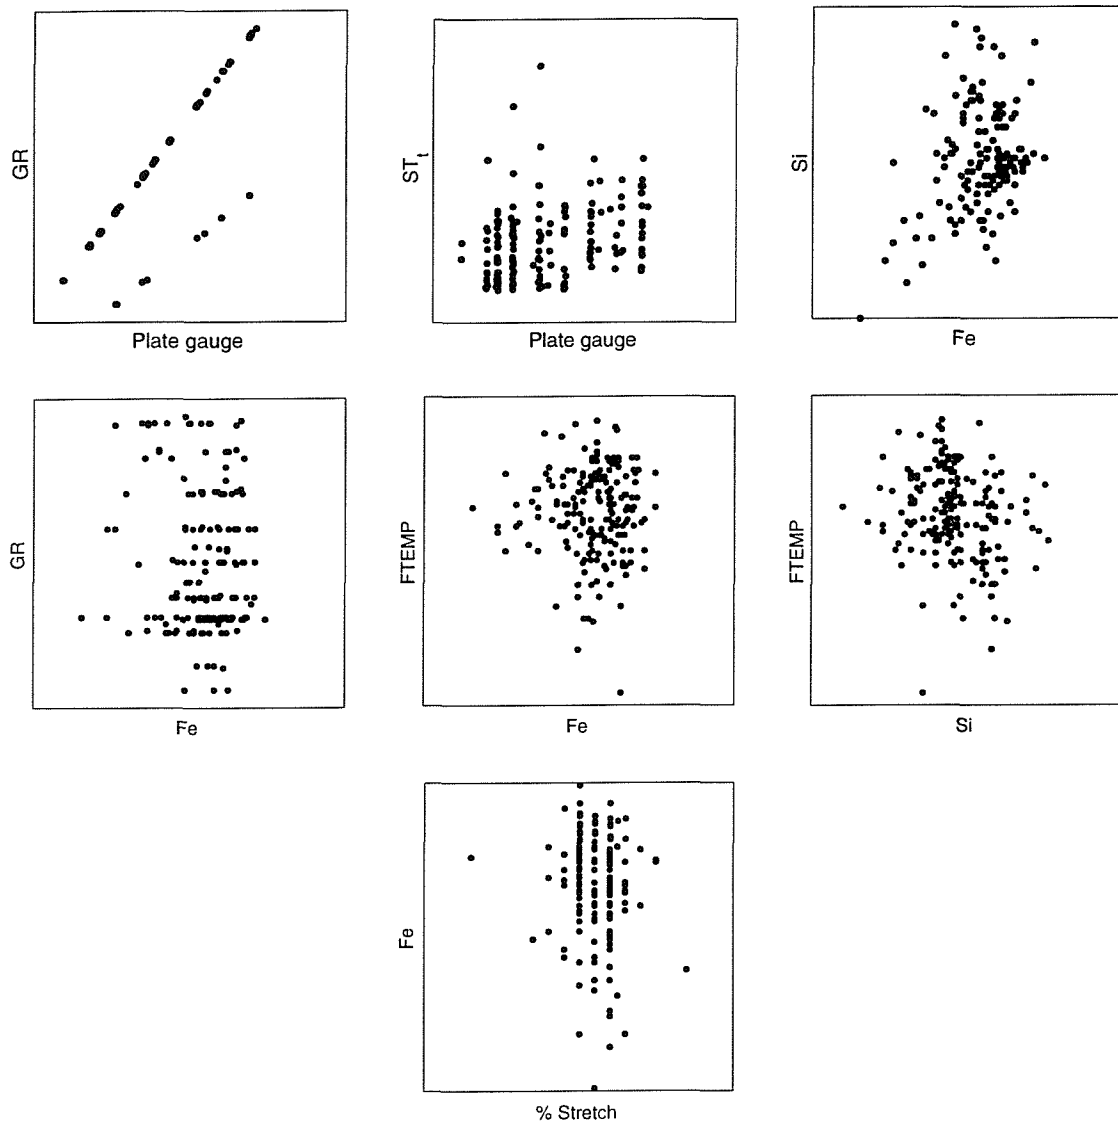 GR
Plate gauge
ST_t
Plate gauge
Si
Fe
GR
Fe
FTEMP
Fe
FTEMP
Si
Fe
% Stretch